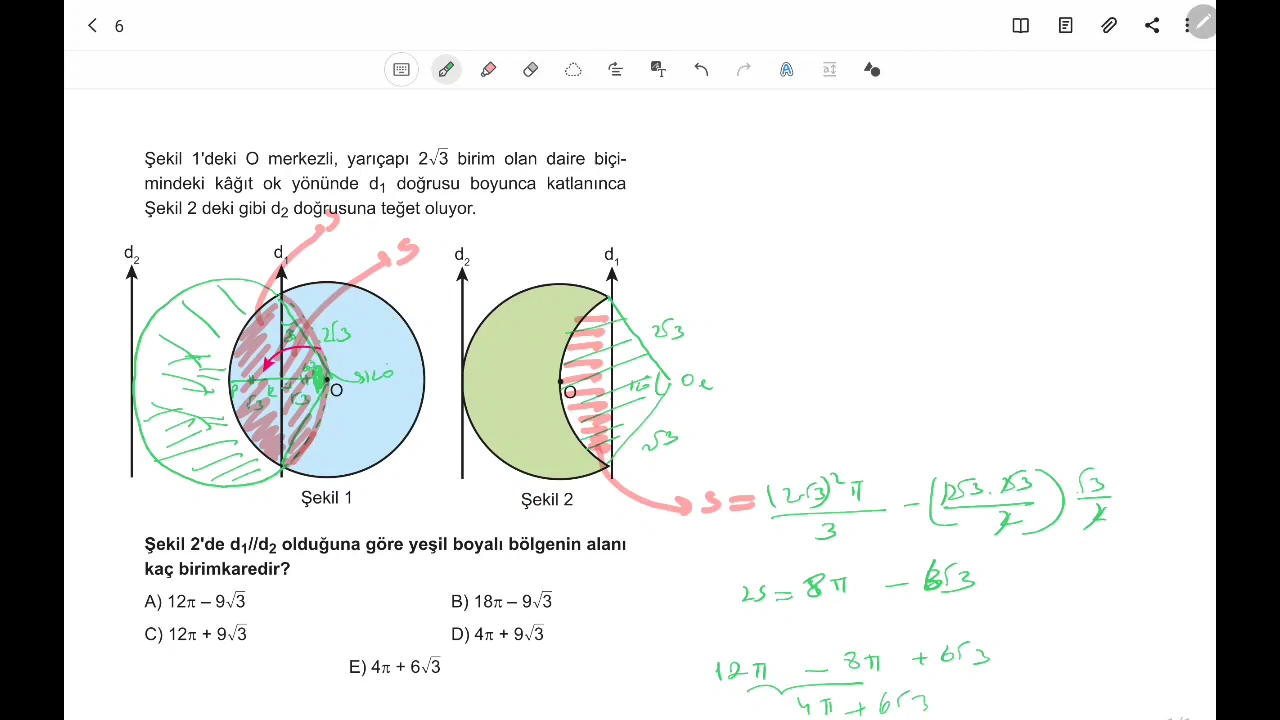 6
Şekil 1'deki O merkezli, yarıçapı 2√3 birim olan daire biçi-
mindeki kâğıt ok yönünde d₁ doğrusu boyunca katlanınca
Şekil 2 deki gibi d₂ doğrusuna teğet oluyor.
S
S
d₂ d₁ d₂ d₁
2√3 2√3
O O
√3 √3
Şekil 1 Şekil 2
S = (2√3)²π / 3 - (2√3 . 2√3 / 2) √3 / 2
Şekil 2'de d₁//d₂ olduğuna göre yeşil boyalı bölgenin alanı
kaç birimkaredir?
2S = 8π - 6√3
A) 12π – 9√3 B) 18π – 9√3
C) 12π + 9√3 D) 4π + 9√3
E) 4π + 6√3
12π - 8π + 6√3
4π + 6√3